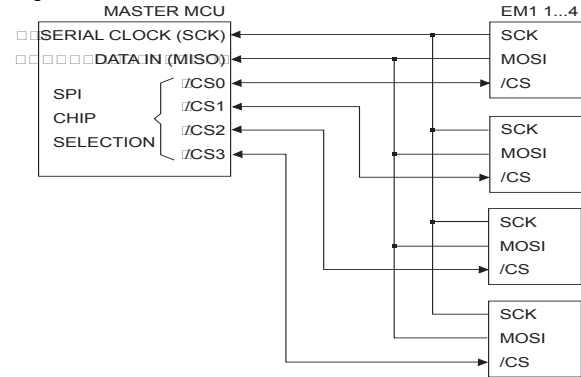 MASTER MCU
EM1 1...4
SERIAL CLOCK (SCK)
DATA IN (MISO)
SPI
CHIP
SELECTION
/CS0
/CS1
/CS2
/CS3
SCK
MOSI
/CS
SCK
MOSI
/CS
SCK
MOSI
/CS
SCK
MOSI
/CS